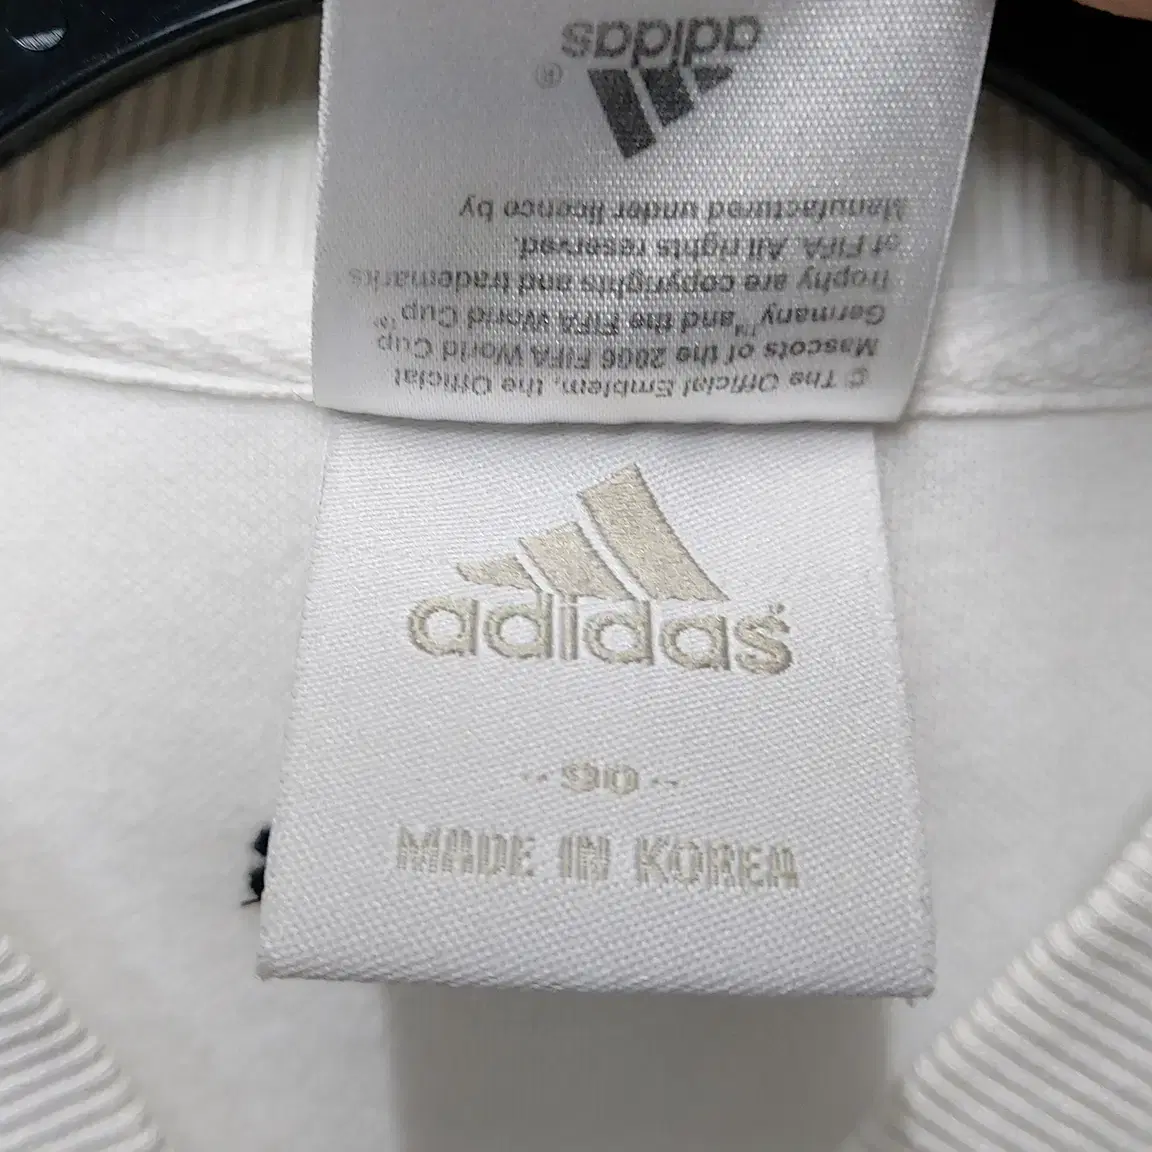 © The Official Emblem, the Official
Mascots of the 2006 FIFA World Cup
Germany™ and the FIFA World Cup
Trophy are copyrights and trademarks
of FIFA. All rights reserved.
Manufactured under licence by
adidas®
adidas
-- 90 --
MADE IN KOREA